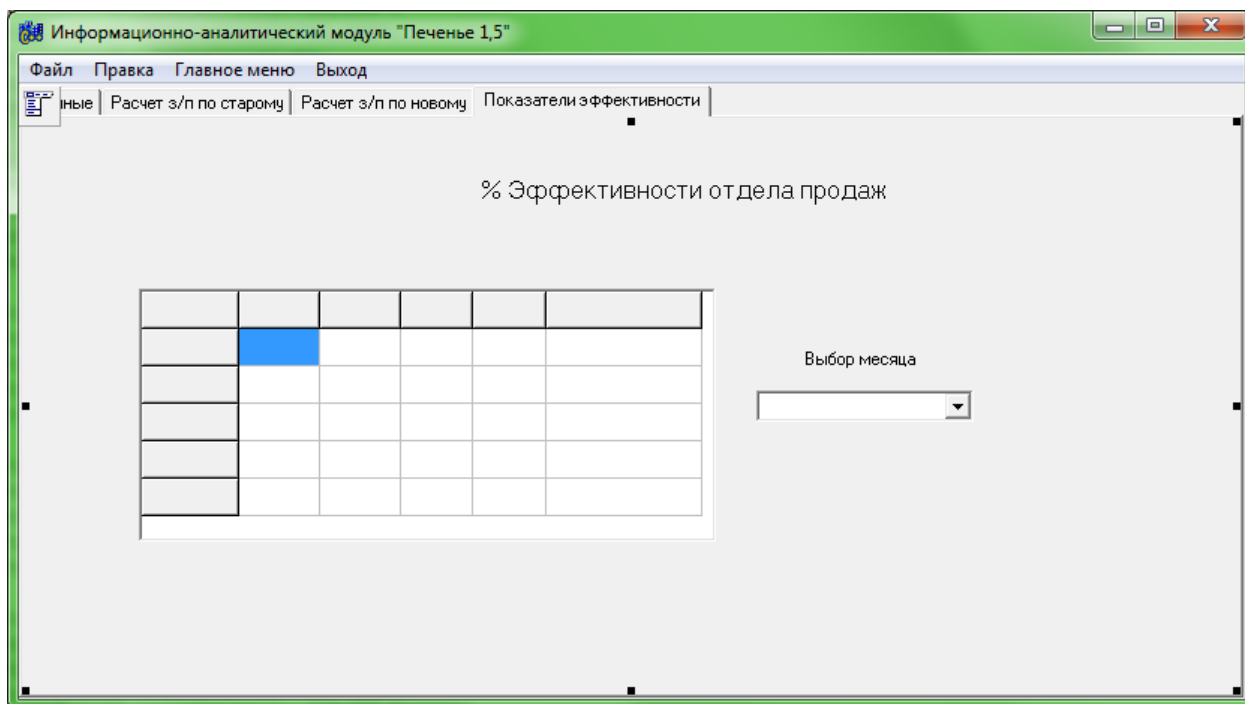 Информационно-аналитический модуль "Печенье 1,5"
Файл Правка Главное меню Выход
Расчет з/п по старому Расчет з/п по новому Показатели эффективности
% Эффективности отдела продаж
Выбор месяца